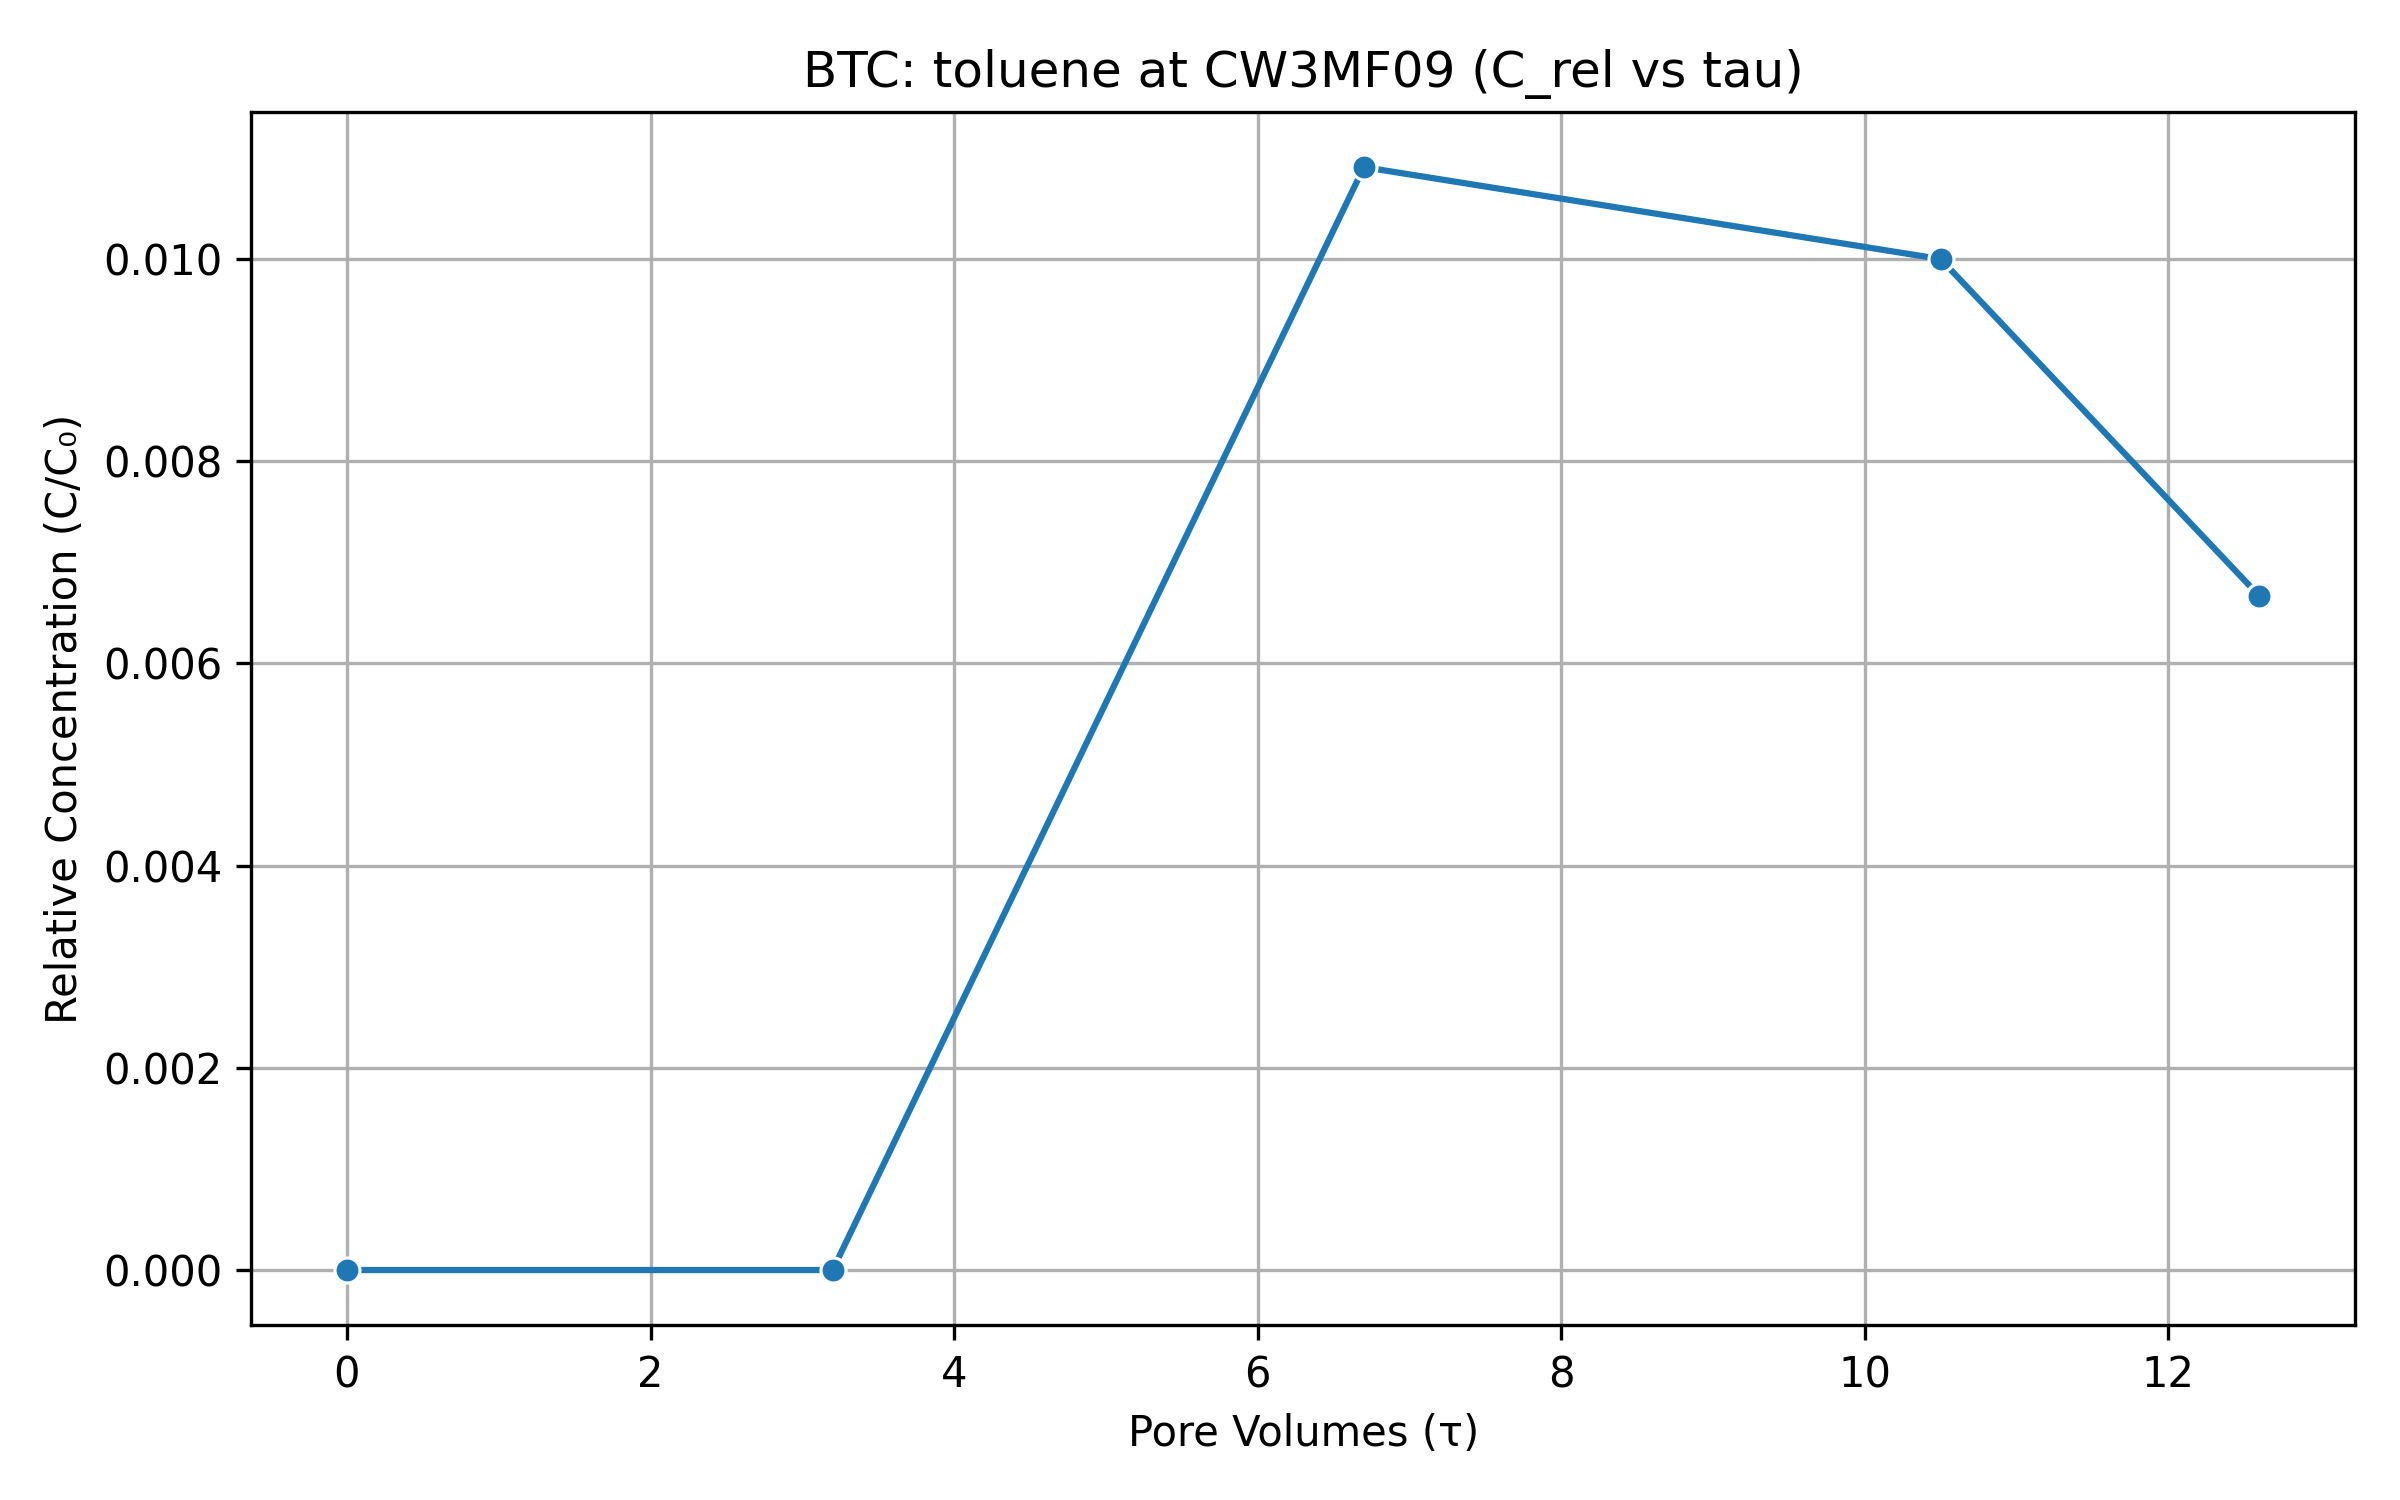 BTC: toluene at CW3MF09 (C_rel vs tau)
Relative Concentration (C/C₀)
0.010
0.008
0.006
0.004
0.002
0.000
0 2 4 6 8 10 12
Pore Volumes (τ)